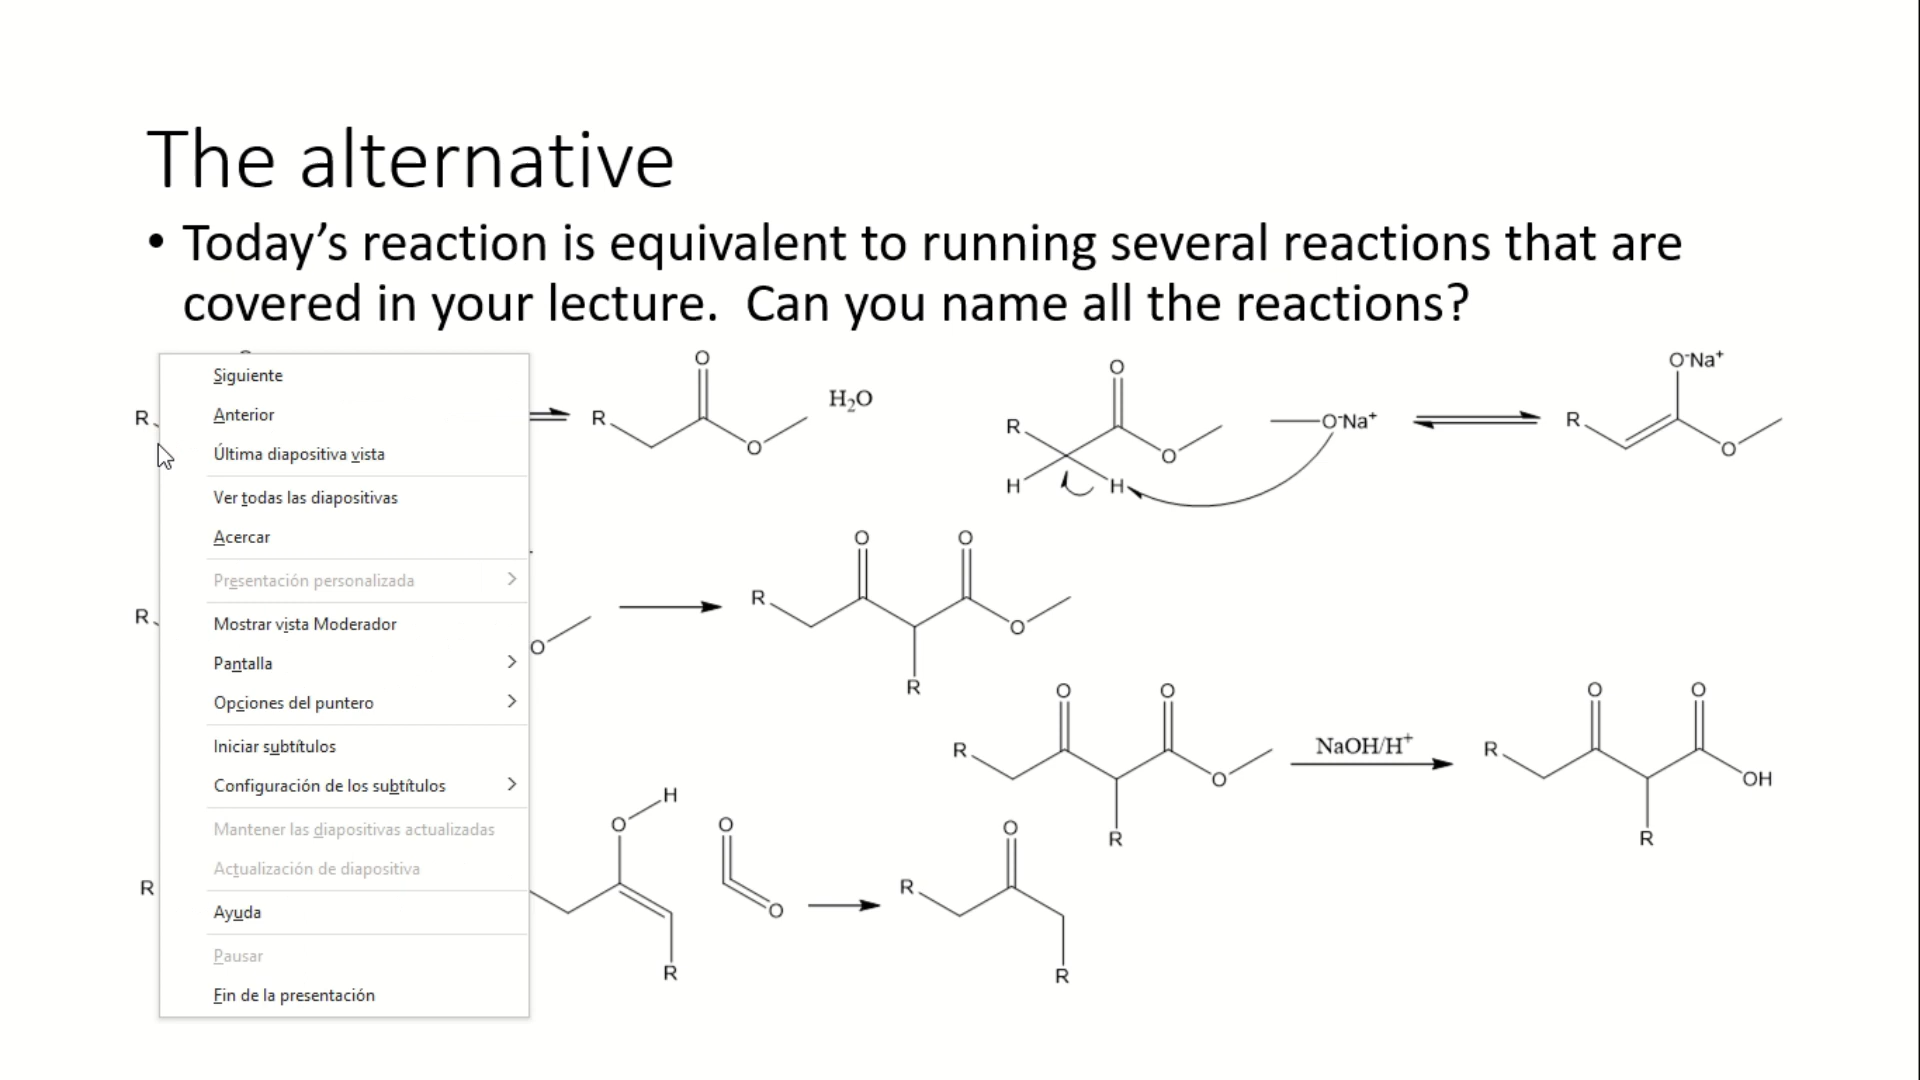 The alternative
• Today’s reaction is equivalent to running several reactions that are
covered in your lecture. Can you name all the reactions?
Siguiente
Anterior
Última diapositiva vista
Ver todas las diapositivas
Acercar
Presentación personalizada
Mostrar vista Moderador
Pantalla
Opciones del puntero
Iniciar subtítulos
Configuración de los subtítulos
Mantener las diapositivas actualizadas
Actualización de diapositiva
Ayuda
Pausar
Fin de la presentación
R
R
O
O
H₂O
R
O
O
H
H
O⁻Na⁺
O⁻Na⁺
R
O
R
O
R
O
O
O
R
R
O
O
O
R
NaOH/H⁺
R
O
O
OH
R
R
H
O
R
O
O
R
O
R